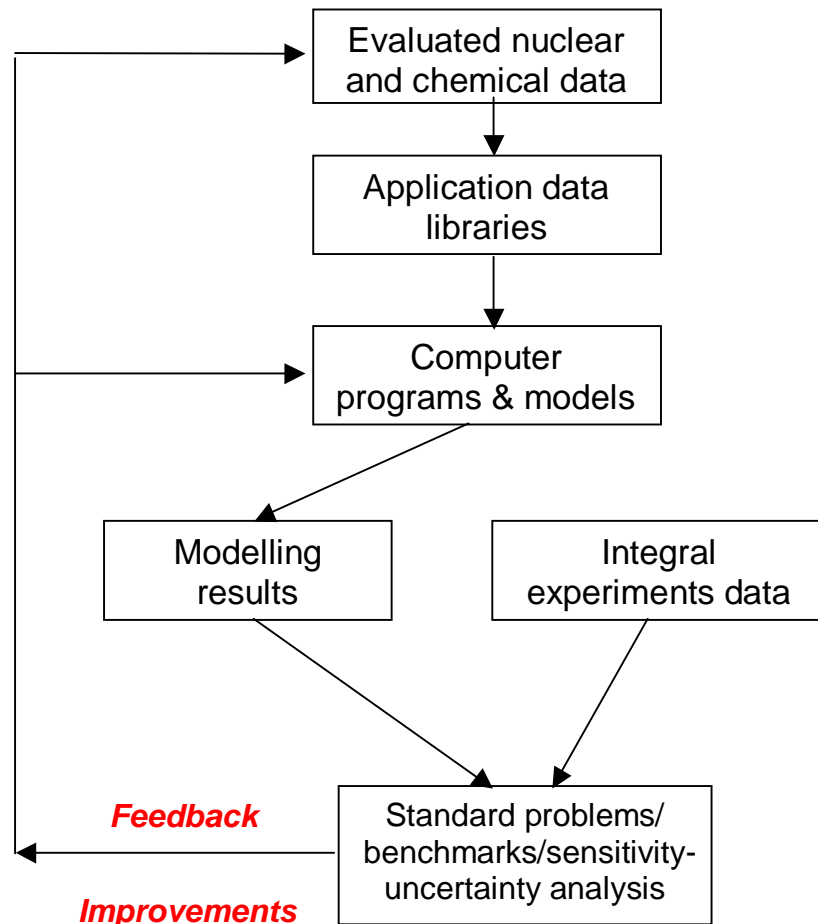 Evaluated nuclear
and chemical data
Application data
libraries
Computer
programs & models
Modelling
results
Integral
experiments data
Feedback
Improvements
Standard problems/
benchmarks/sensitivity-
uncertainty analysis